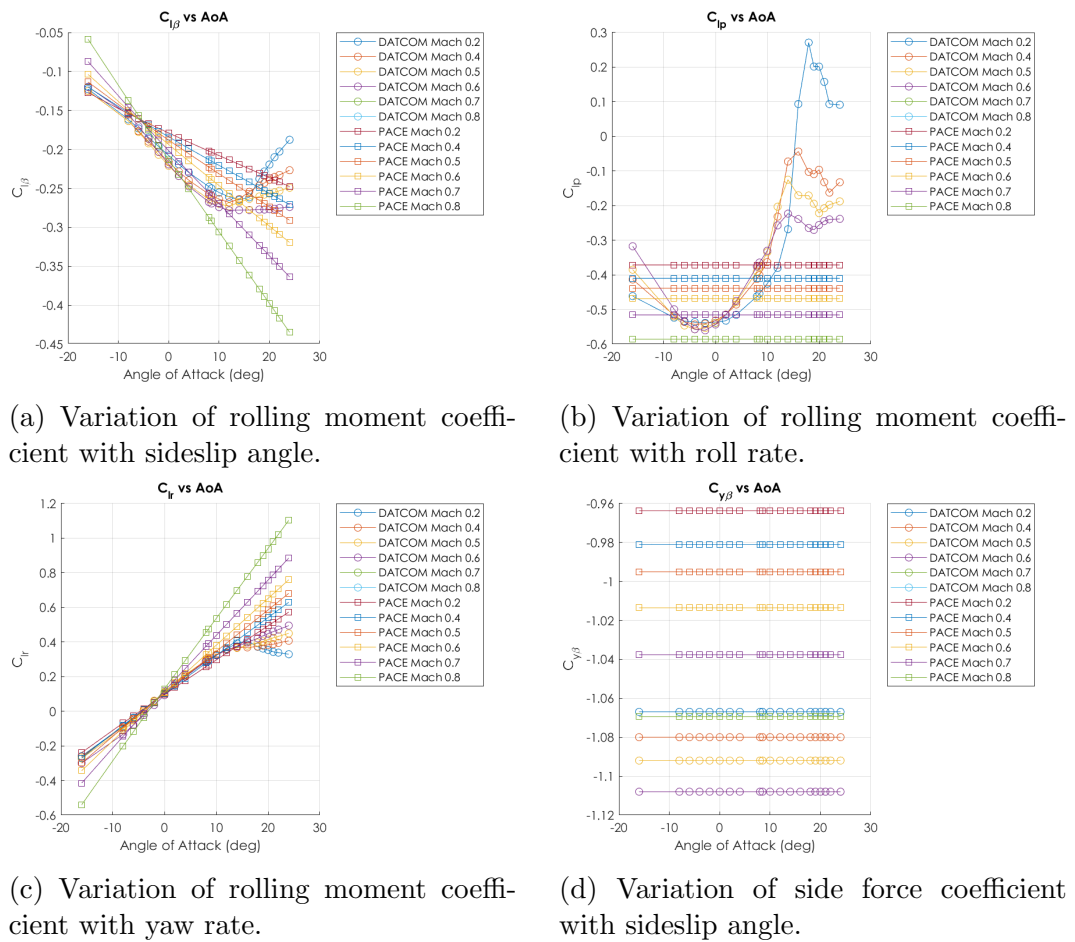 C_lβ vs AoA
-0.05
-0.1
-0.15
-0.2
-0.25
-0.3
-0.35
-0.4
-0.45
C_lβ
-20 -10 0 10 20 30
Angle of Attack (deg)
DATCOM Mach 0.2
DATCOM Mach 0.4
DATCOM Mach 0.5
DATCOM Mach 0.6
DATCOM Mach 0.7
DATCOM Mach 0.8
PACE Mach 0.2
PACE Mach 0.4
PACE Mach 0.5
PACE Mach 0.6
PACE Mach 0.7
PACE Mach 0.8
(a) Variation of rolling moment coeffi-
cient with sideslip angle.
C_lp vs AoA
0.3
0.2
0.1
0
-0.1
-0.2
-0.3
-0.4
-0.5
-0.6
C_lp
-20 -10 0 10 20 30
Angle of Attack (deg)
DATCOM Mach 0.2
DATCOM Mach 0.4
DATCOM Mach 0.5
DATCOM Mach 0.6
DATCOM Mach 0.7
DATCOM Mach 0.8
PACE Mach 0.2
PACE Mach 0.4
PACE Mach 0.5
PACE Mach 0.6
PACE Mach 0.7
PACE Mach 0.8
(b) Variation of rolling moment coeffi-
cient with roll rate.
C_lr vs AoA
1.2
1
0.8
0.6
0.4
0.2
0
-0.2
-0.4
-0.6
C_lr
-20 -10 0 10 20 30
Angle of Attack (deg)
DATCOM Mach 0.2
DATCOM Mach 0.4
DATCOM Mach 0.5
DATCOM Mach 0.6
DATCOM Mach 0.7
DATCOM Mach 0.8
PACE Mach 0.2
PACE Mach 0.4
PACE Mach 0.5
PACE Mach 0.6
PACE Mach 0.7
PACE Mach 0.8
(c) Variation of rolling moment coeffi-
cient with yaw rate.
C_yβ vs AoA
-0.96
-0.98
-1
-1.02
-1.04
-1.06
-1.08
-1.1
-1.12
C_yβ
-20 -10 0 10 20 30
Angle of Attack (deg)
DATCOM Mach 0.2
DATCOM Mach 0.4
DATCOM Mach 0.5
DATCOM Mach 0.6
DATCOM Mach 0.7
DATCOM Mach 0.8
PACE Mach 0.2
PACE Mach 0.4
PACE Mach 0.5
PACE Mach 0.6
PACE Mach 0.7
PACE Mach 0.8
(d) Variation of side force coefficient
with sideslip angle.